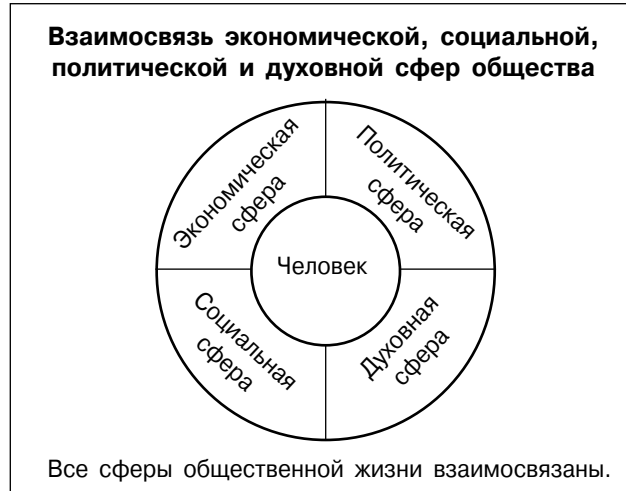 Взаимосвязь экономической, социальной,
политической и духовной сфер общества
Экономическая
сфера
Политическая
сфера
Человек
Социальная
сфера
Духовная
сфера
Все сферы общественной жизни взаимосвязаны.